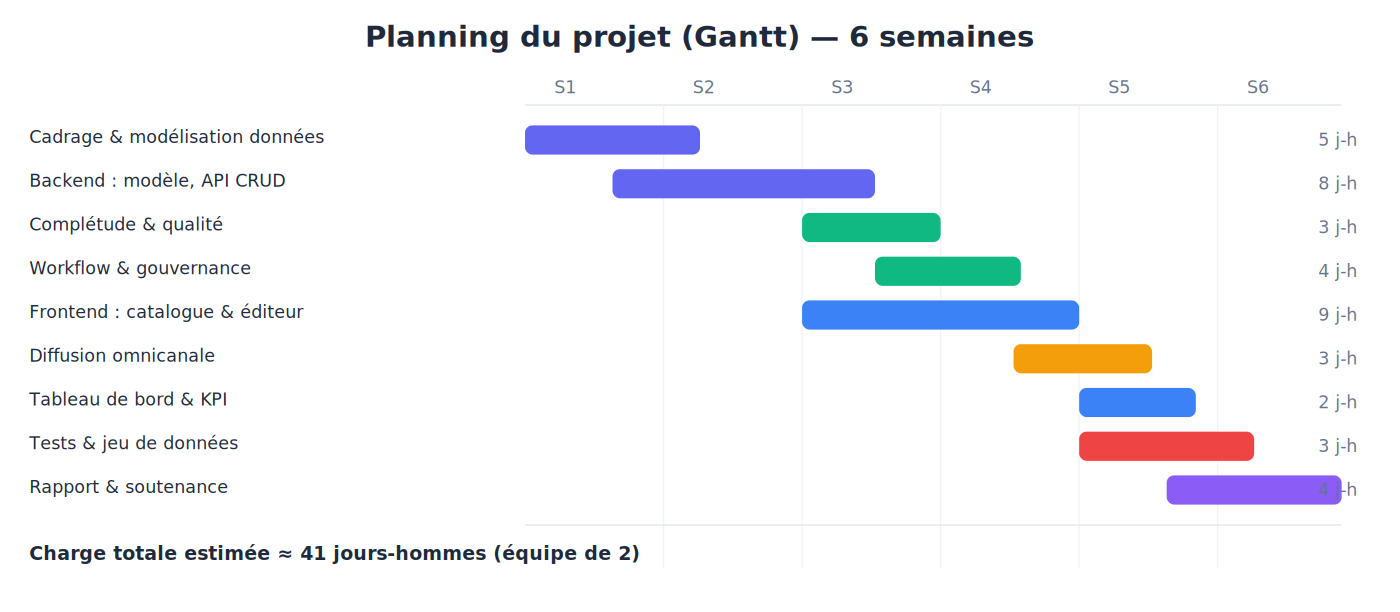 Planning du projet (Gantt) — 6 semaines
S1 S2 S3 S4 S5 S6
Cadrage & modélisation données 5 j-h
Backend : modèle, API CRUD 8 j-h
Complétude & qualité 3 j-h
Workflow & gouvernance 4 j-h
Frontend : catalogue & éditeur 9 j-h
Diffusion omnicanale 3 j-h
Tableau de bord & KPI 2 j-h
Tests & jeu de données 3 j-h
Rapport & soutenance 4 j-h
Charge totale estimée ≈ 41 jours-hommes (équipe de 2)